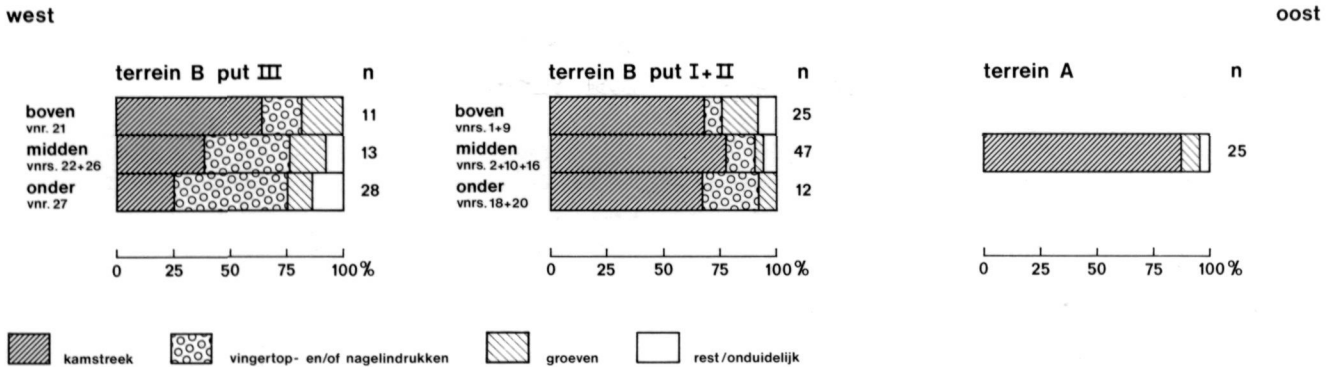 west oost
terrein B put III n
boven 11
vnr. 21
midden 13
vnrs. 22+26
onder 28
vnr. 27
0 25 50 75 100%
terrein B put I+II n
boven 25
vnrs. 1+9
midden 47
vnrs. 2+10+16
onder 12
vnrs. 18+20
0 25 50 75 100%
terrein A n
25
0 25 50 75 100%
kamstreek vingertop- en/of nagelindrukken groeven rest/onduidelijk